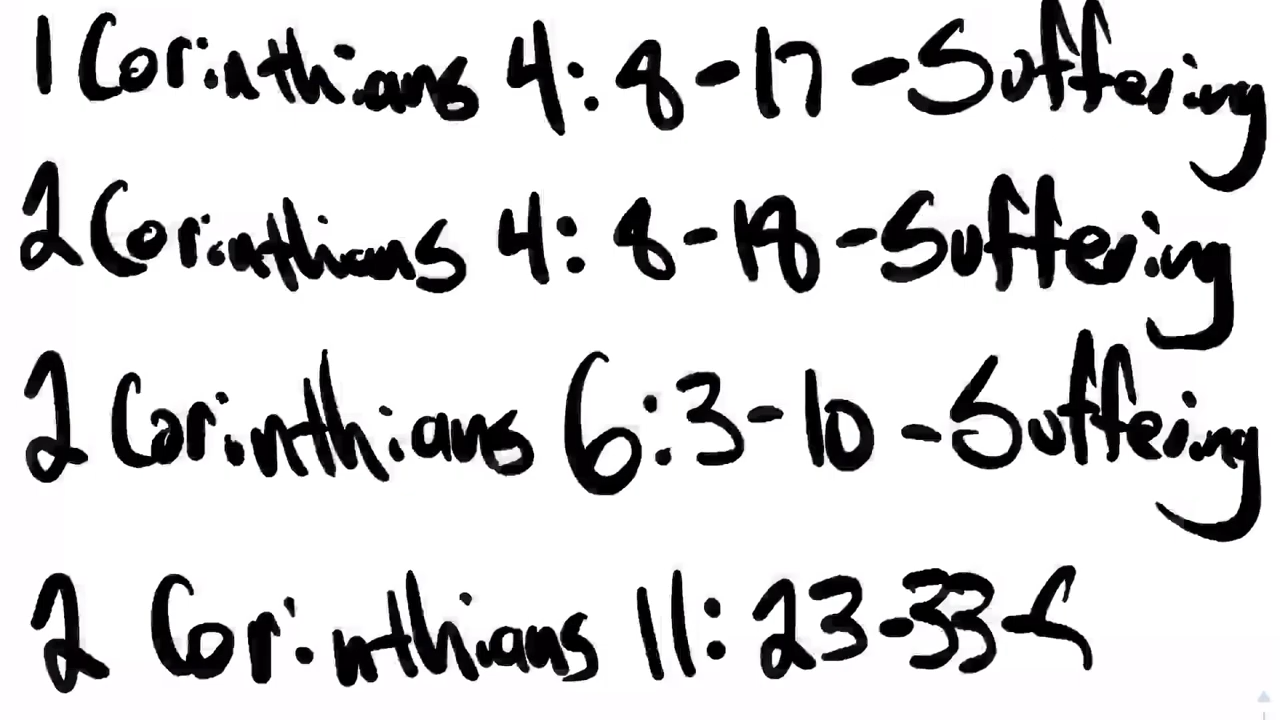 1 Corinthians 4:8-17-Suffering
2 Corinthians 4:8-18-Suffering
2 Corinthians 6:3-10-Suffering
2 Corinthians 11:23-33-S